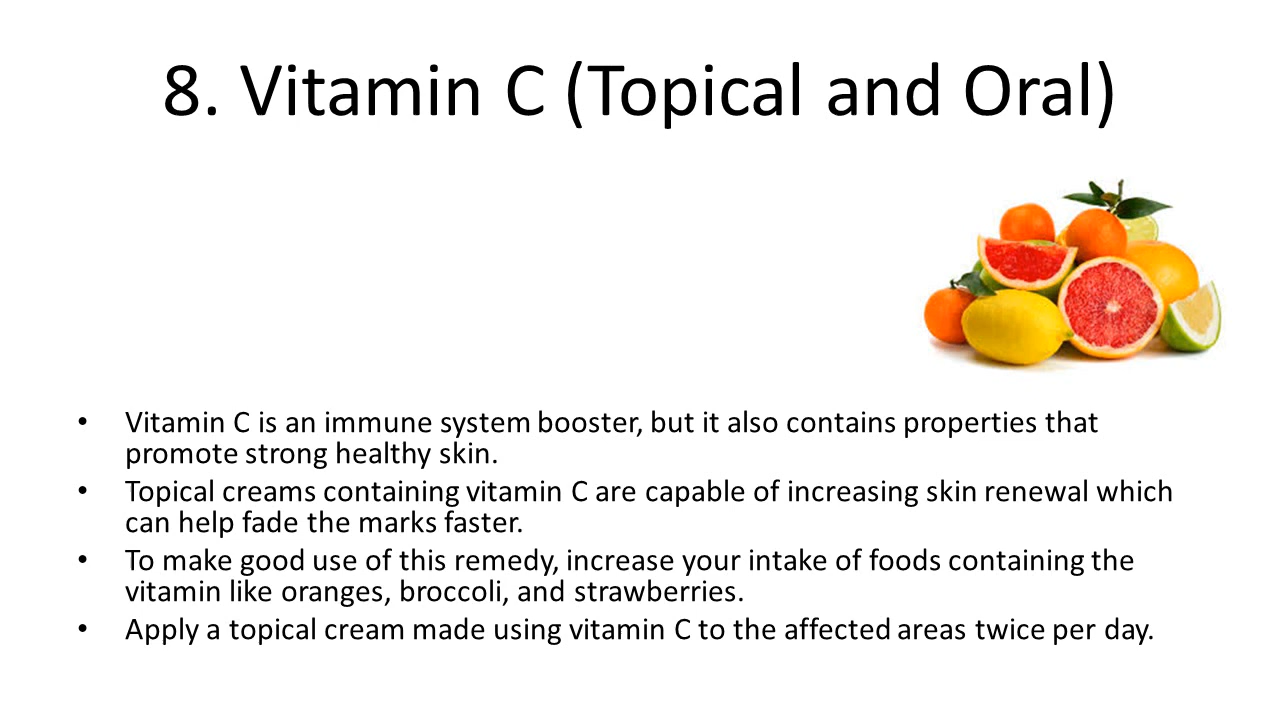 8. Vitamin C (Topical and Oral)
• Vitamin C is an immune system booster, but it also contains properties that
promote strong healthy skin.
• Topical creams containing vitamin C are capable of increasing skin renewal which
can help fade the marks faster.
• To make good use of this remedy, increase your intake of foods containing the
vitamin like oranges, broccoli, and strawberries.
• Apply a topical cream made using vitamin C to the affected areas twice per day.